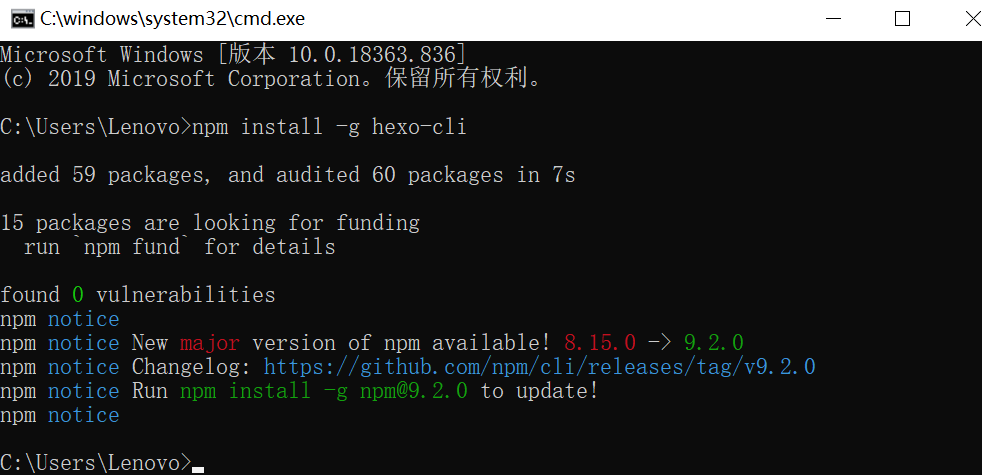 C:\windows\system32\cmd.exe
Microsoft Windows [版本 10.0.18363.836]
(c) 2019 Microsoft Corporation。保留所有权利。
C:\Users\Lenovo>npm install -g hexo-cli
added 59 packages, and audited 60 packages in 7s
15 packages are looking for funding
  run `npm fund` for details
found 0 vulnerabilities
npm notice
npm notice New major version of npm available! 8.15.0 -> 9.2.0
npm notice Changelog: https://github.com/npm/cli/releases/tag/v9.2.0
npm notice Run npm install -g npm@9.2.0 to update!
npm notice
C:\Users\Lenovo>